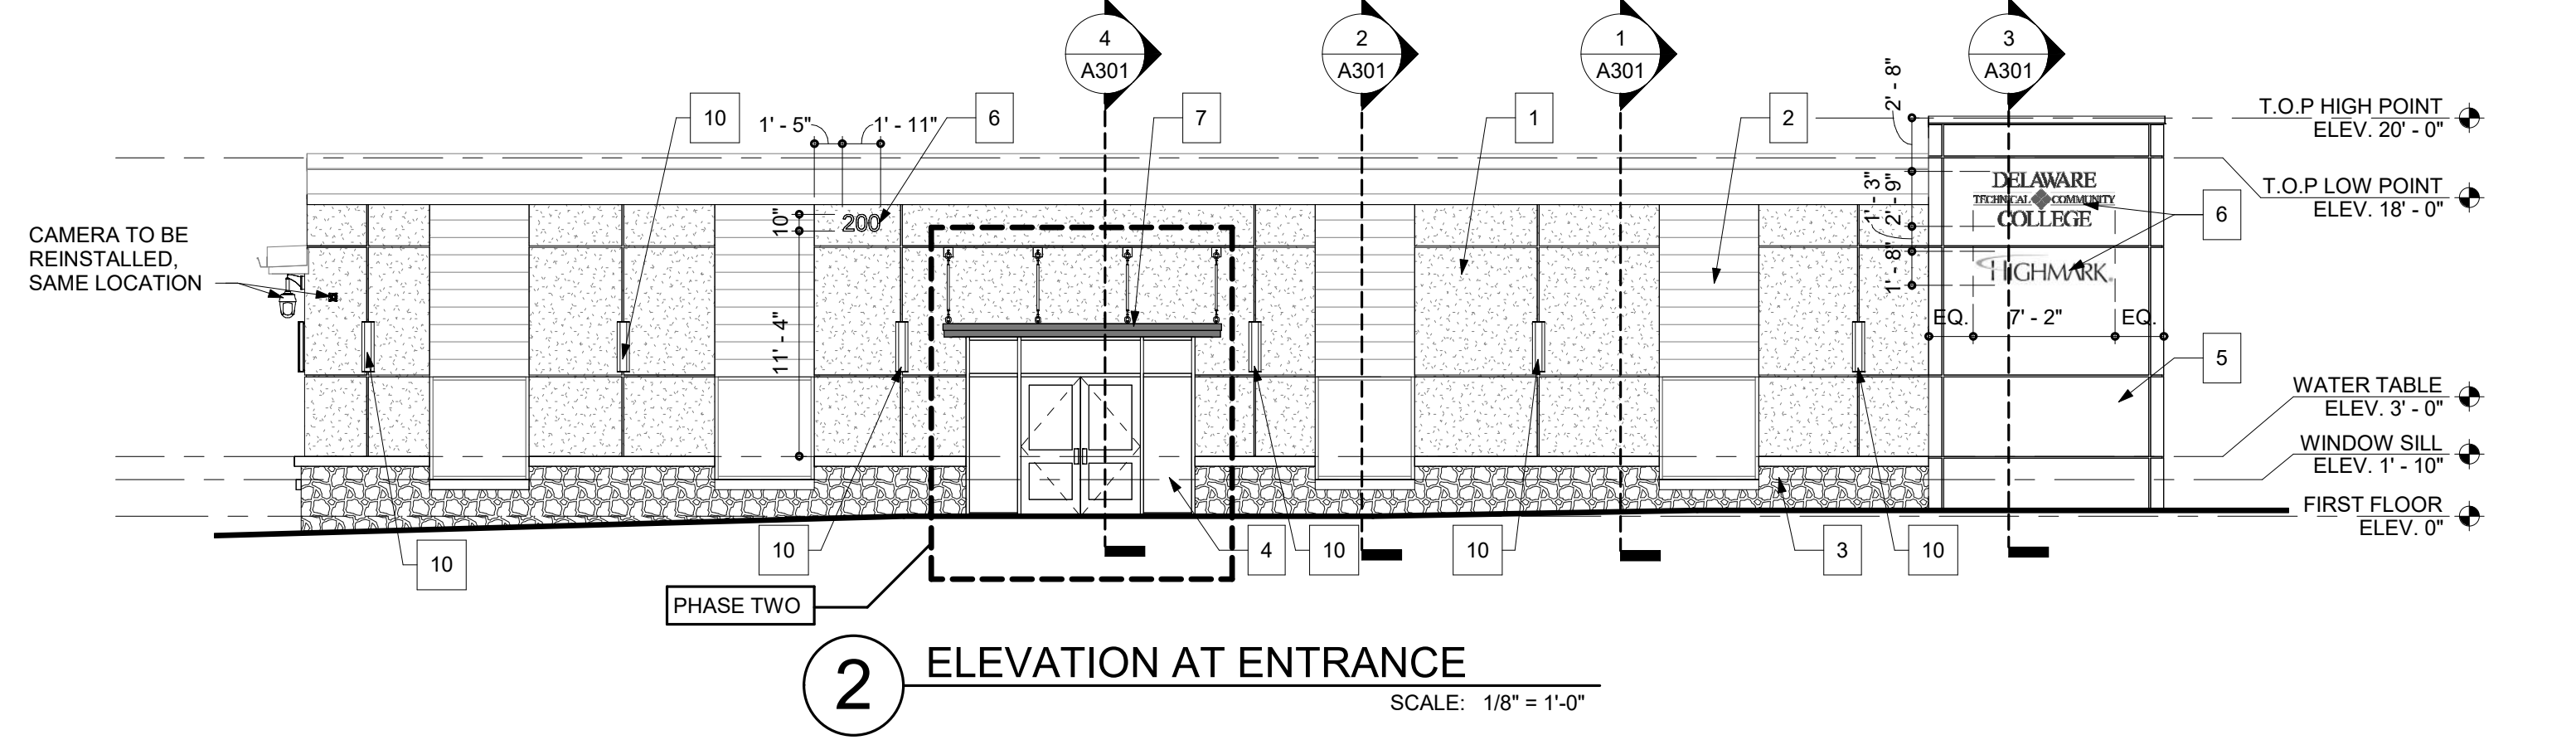 4
A301
2
A301
1
A301
3
A301
10
1' - 5"
1' - 11"
6
7
1
2
2' - 8"
T.O.P HIGH POINT
ELEV. 20' - 0"
T.O.P LOW POINT
ELEV. 18' - 0"
10"
200
1' - 3"
2' - 9"
DELAWARE
TECHNICAL COMMUNITY
COLLEGE
6
CAMERA TO BE
REINSTALLED,
SAME LOCATION
1' - 8"
HIGHMARK
11' - 4"
EQ.
7' - 2"
EQ.
5
WATER TABLE
ELEV. 3' - 0"
WINDOW SILL
ELEV. 1' - 10"
FIRST FLOOR
ELEV. 0"
10
10
4
10
10
3
10
PHASE TWO
2
ELEVATION AT ENTRANCE
SCALE: 1/8" = 1'-0"